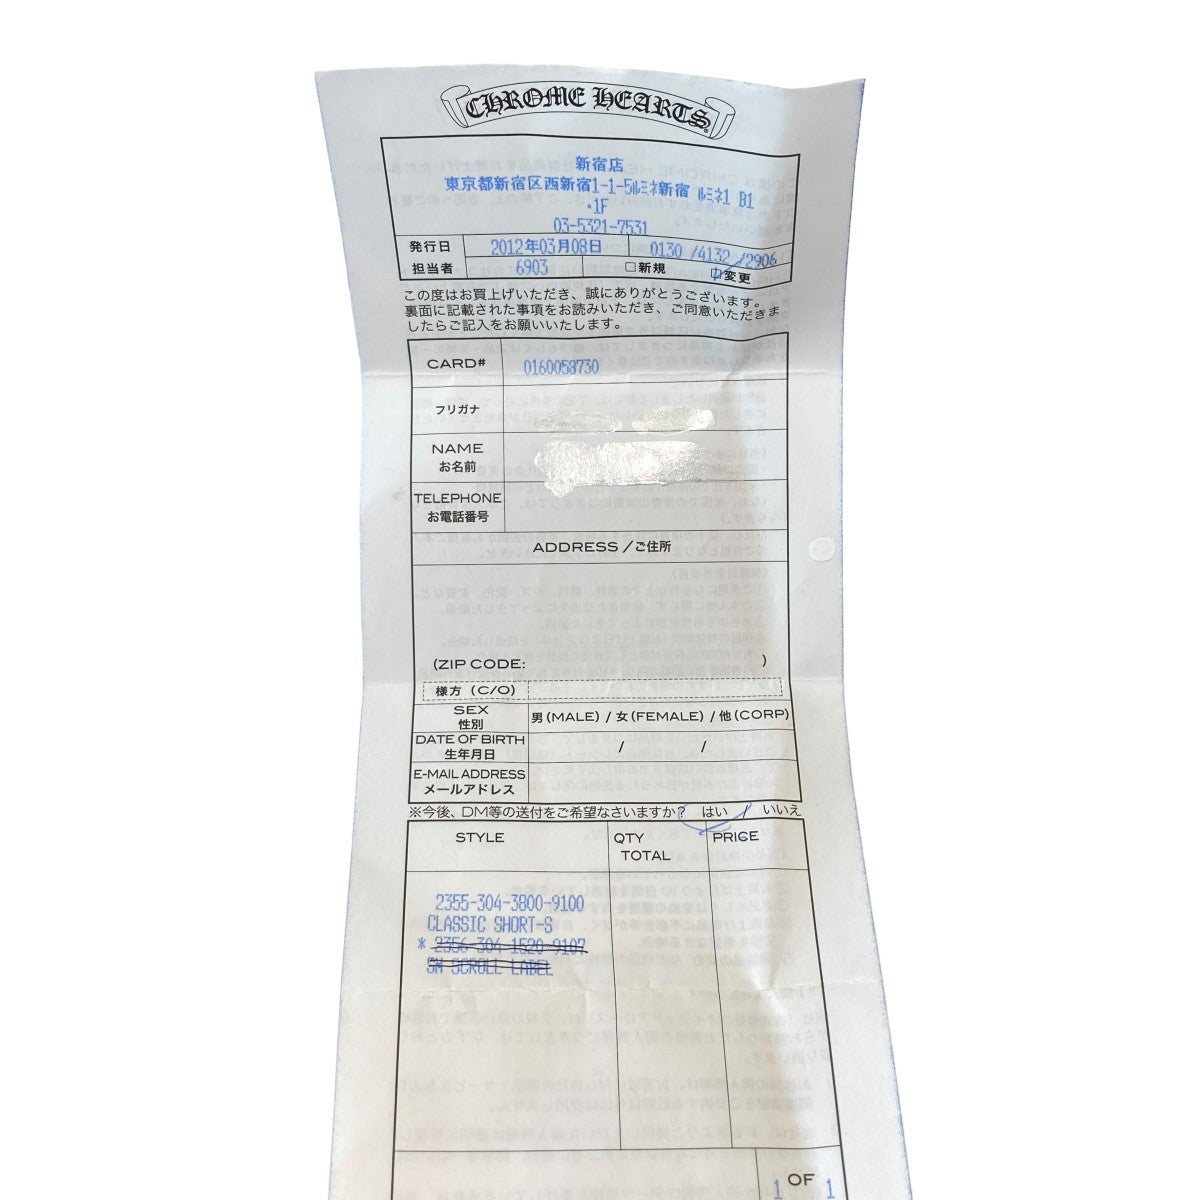 CHROME HEARTS
新宿店
東京都新宿区西新宿1-1-5ﾙﾐﾈ新宿 ﾙﾐﾈ1 B1
・1F
03-5321-7531
発行日 2012年03月08日 0130 /4132 /2906
担当者 6903 □新規 □変更
この度はお買上げいただき、誠にありがとうございます。
裏面に記載された事項をお読みいただき、ご同意いただきま
したらご記入をお願いいたします。
CARD# 0160058730
フリガナ
NAME
お名前
TELEPHONE
お電話番号
ADDRESS／ご住所
(ZIP CODE: )
様方（C/O）
SEX
性別
男(MALE) / 女(FEMALE) / 他(CORP)
DATE OF BIRTH
生年月日
/ /
E-MAIL ADDRESS
メールアドレス
※今後、DM等の送付をご希望なさいますか？ はい / いいえ
STYLE QTY PRICE
TOTAL
2355-304-3800-9100
CLASSIC SHORT-S
* 2356-304-1520-9107
SM SCROLL LABEL
1 OF 1